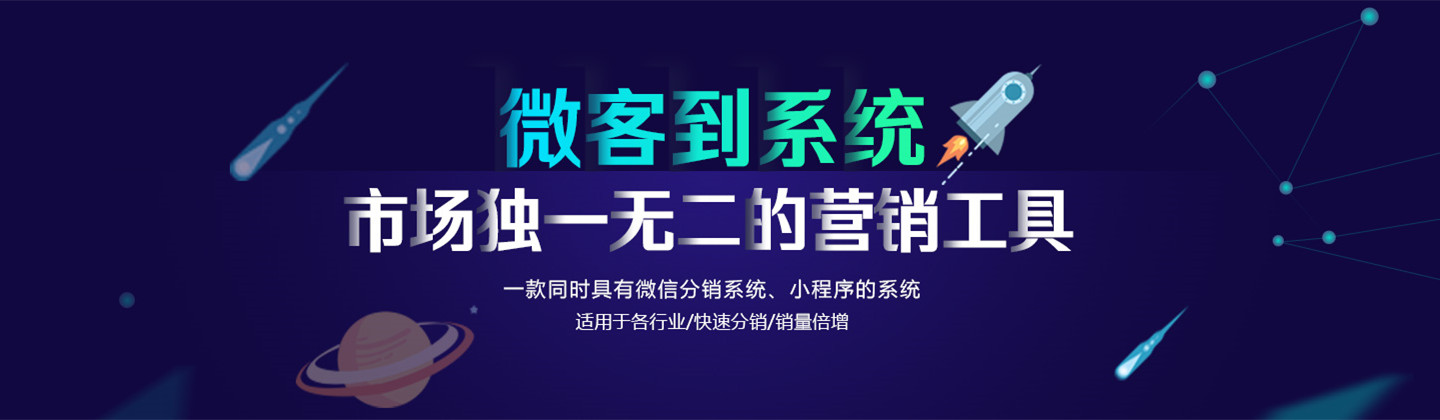 微客到系统
市场独一无二的营销工具
一款同时具有微信分销系统、小程序的系统
适用于各行业/快速分销/销量倍增